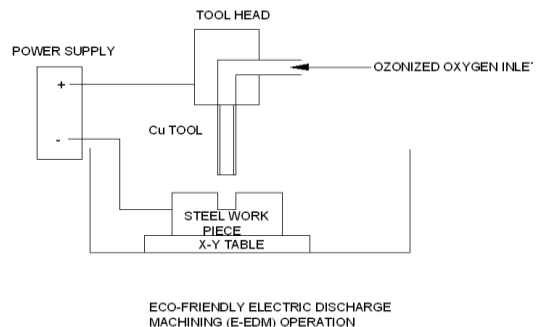 TOOL HEAD
POWER SUPPLY
+
OZONIZED OXYGEN INLET
Cu TOOL
-
STEEL WORK
PIECE
X-Y TABLE
ECO-FRIENDLY ELECTRIC DISCHARGE
MACHINING (E-EDM) OPERATION